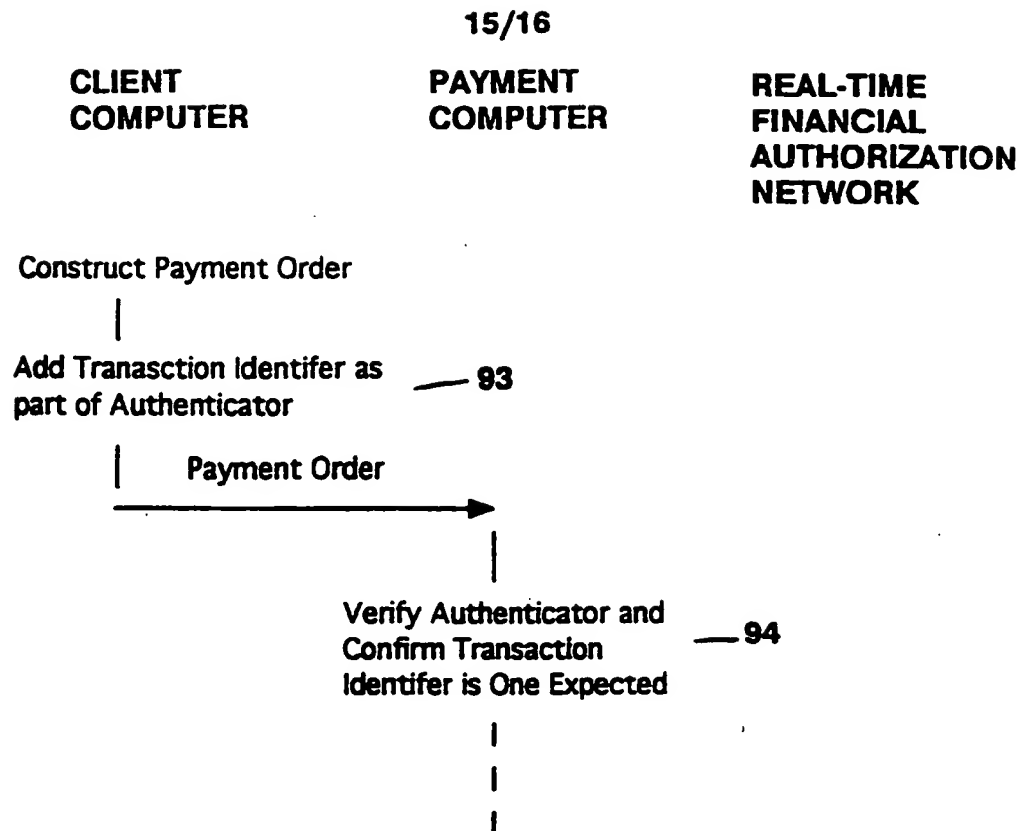 15/16
CLIENT
COMPUTER
PAYMENT
COMPUTER
REAL-TIME
FINANCIAL
AUTHORIZATION
NETWORK
Construct Payment Order
Add Tranasction Identifer as
part of Authenticator
93
Payment Order
Verify Authenticator and
Confirm Transaction
Identifer is One Expected
94